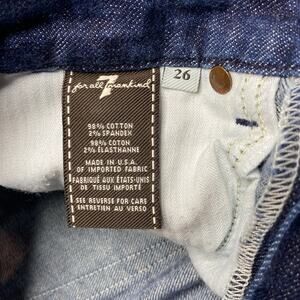 7
for all mankind
26
98% COTTON
2% SPANDEX
98% COTON
2% ÉLASTHANNE
MADE IN U.S.A.
OF IMPORTED FABRIC
FABRIQUÉ AUX ÉTATS-UNIS
DE TISSU IMPORTÉ
SEE REVERSE FOR CARE
ENTRETIEN AU VERSO